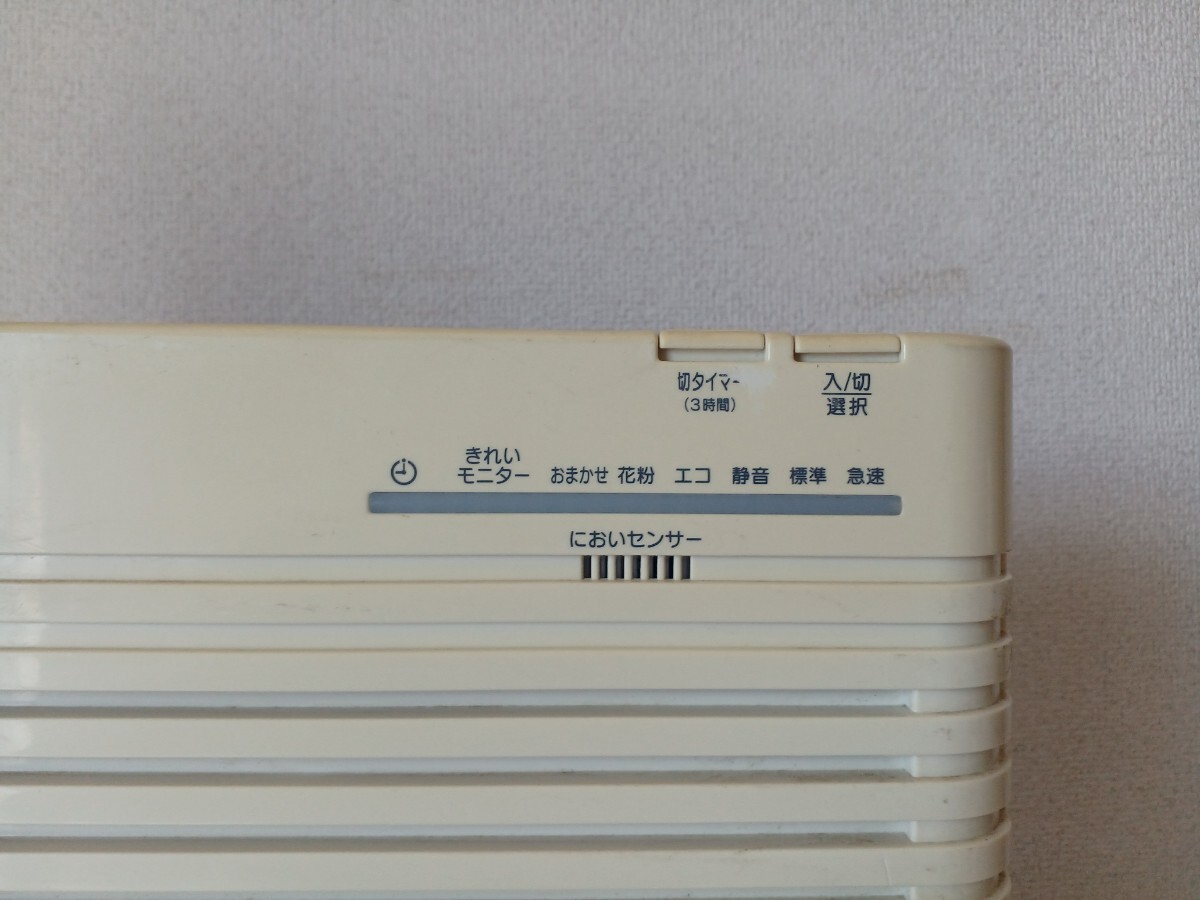 切タイマー
(3時間)
入/切
選択
きれい
モニター おまかせ 花粉 エコ 静音 標準 急速
においセンサー